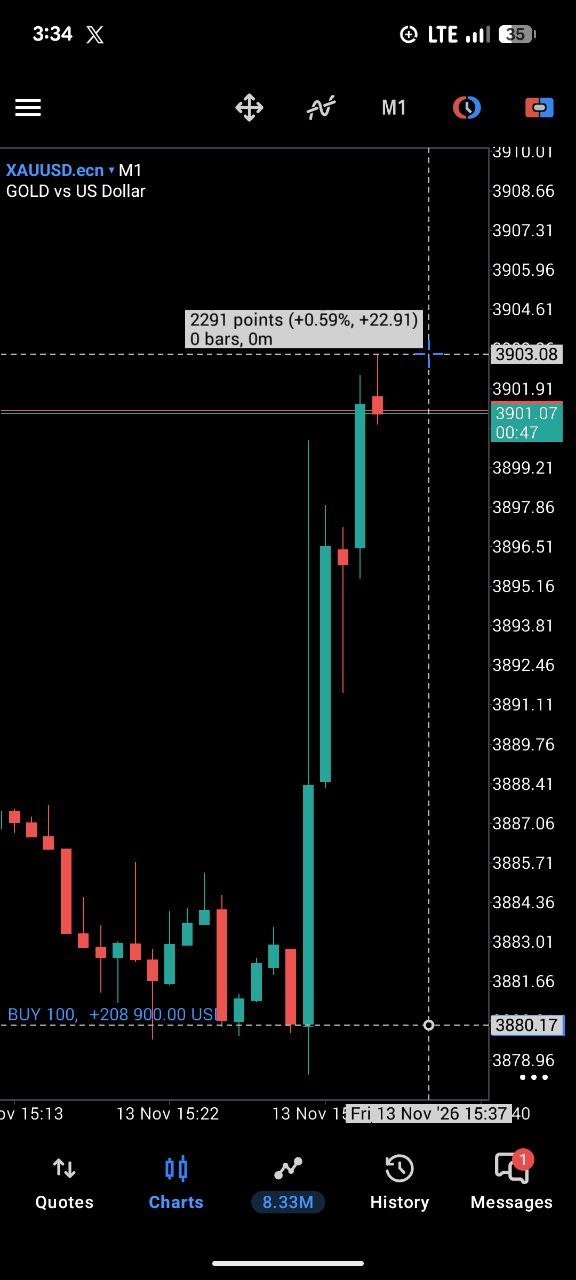 3:34 X LTE 35
M1
XAUUSD.ecn M1
GOLD vs US Dollar
3910.01
3908.66
3907.31
3905.96
3904.61
2291 points (+0.59%, +22.91)
0 bars, 0m
3903.08
3901.91
3901.07
00:47
3899.21
3897.86
3896.51
3895.16
3893.81
3892.46
3891.11
3889.76
3888.41
3887.06
3885.71
3884.36
3883.01
3881.66
BUY 100, +208 900.00 US
3880.17
3878.96
ov 15:13 13 Nov 15:22 13 Nov 15 Fri 13 Nov '26 15:37 40
Quotes Charts 8.33M History 1 Messages